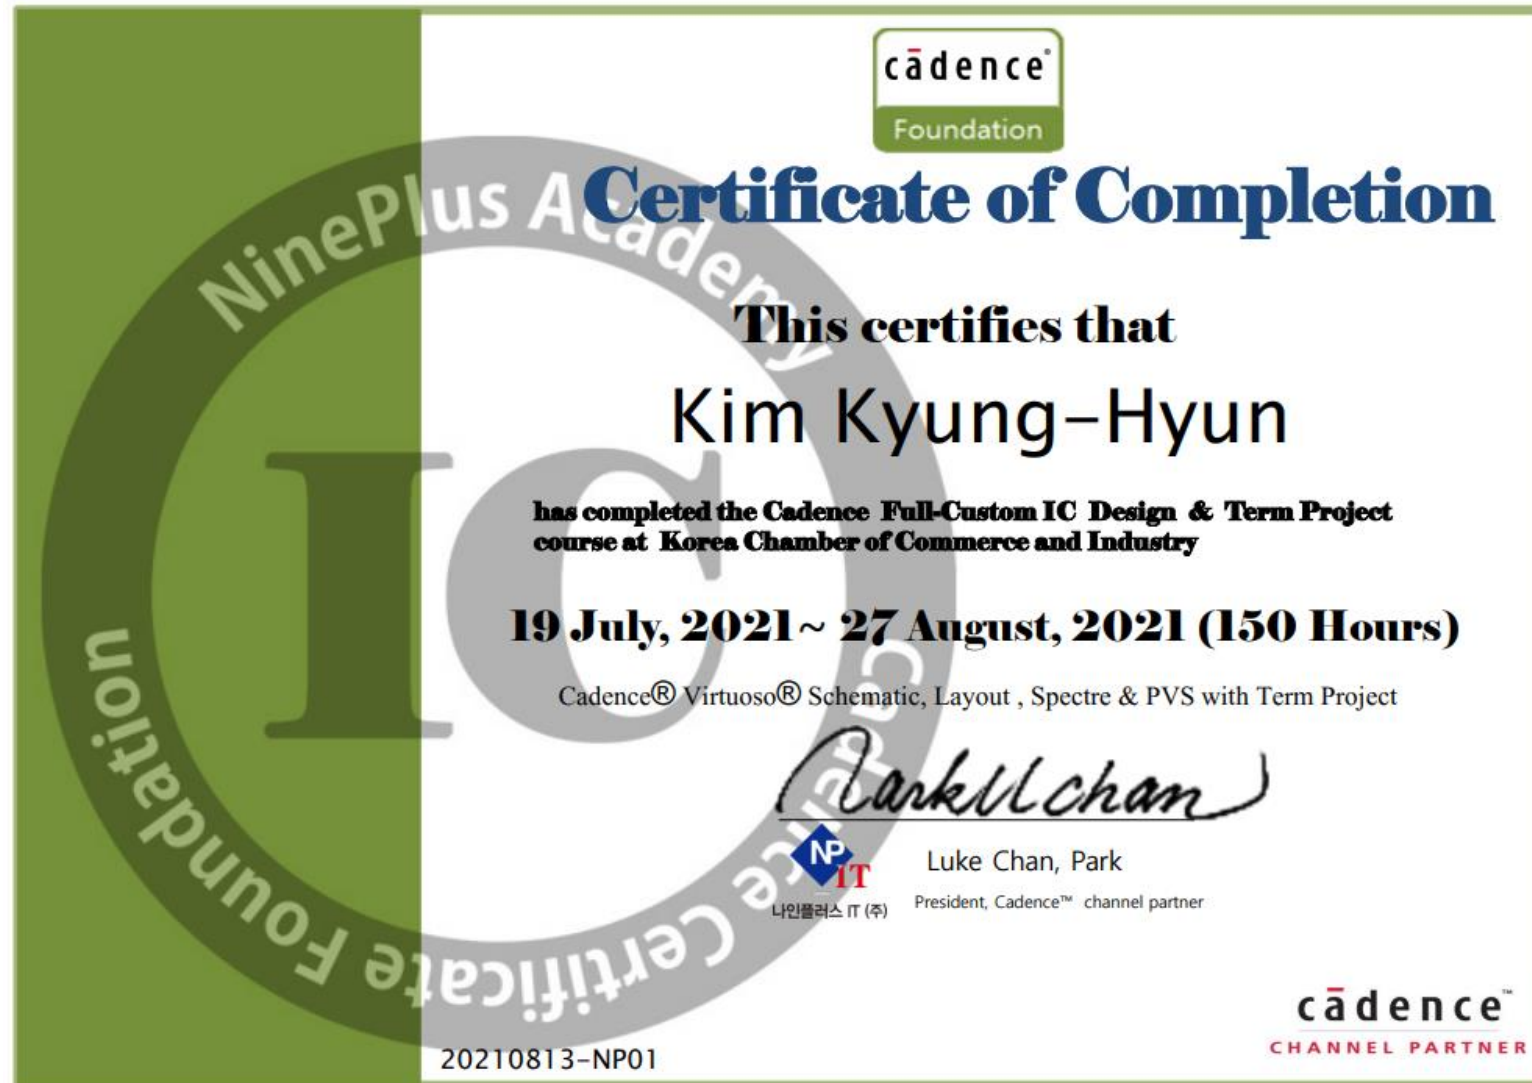 cādence®
Foundation
Certificate of Completion
NinePlus Academy
This certifies that
Kim Kyung-Hyun
IC
has completed the Cadence Full-Custom IC Design & Term Project
course at Korea Chamber of Commerce and Industry
19 July, 2021~ 27 August, 2021 (150 Hours)
Cadence® Virtuoso® Schematic, Layout , Spectre & PVS with Term Project
Cadence Certificate Foundation
NP
IT
나인플러스 IT (주)
Luke Chan, Park
President, Cadence™ channel partner
cādence™
CHANNEL PARTNER
20210813-NP01